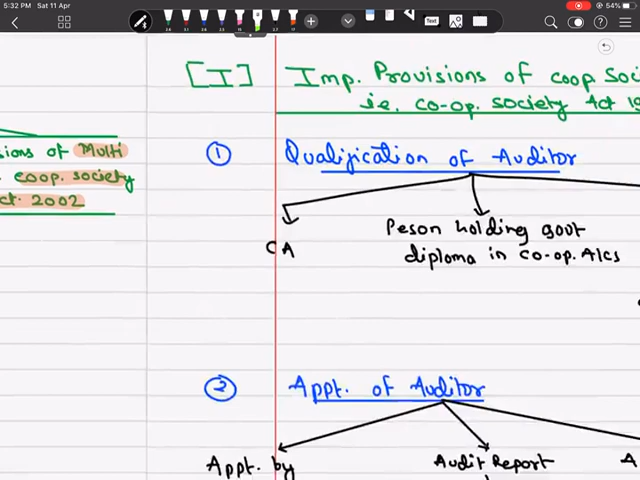 5:32 PM Sat 11 Apr
54%
Text
[I] Imp. Provisions of coop. Soci
i.e. co-op. society Act 19
sions of Multi
coop. society
ct. 2002
① Qualification of Auditor
CA
Peson holding govt
diploma in co-op. A/cs
② Appt. of Auditor
Appt. by
Audit Report
A